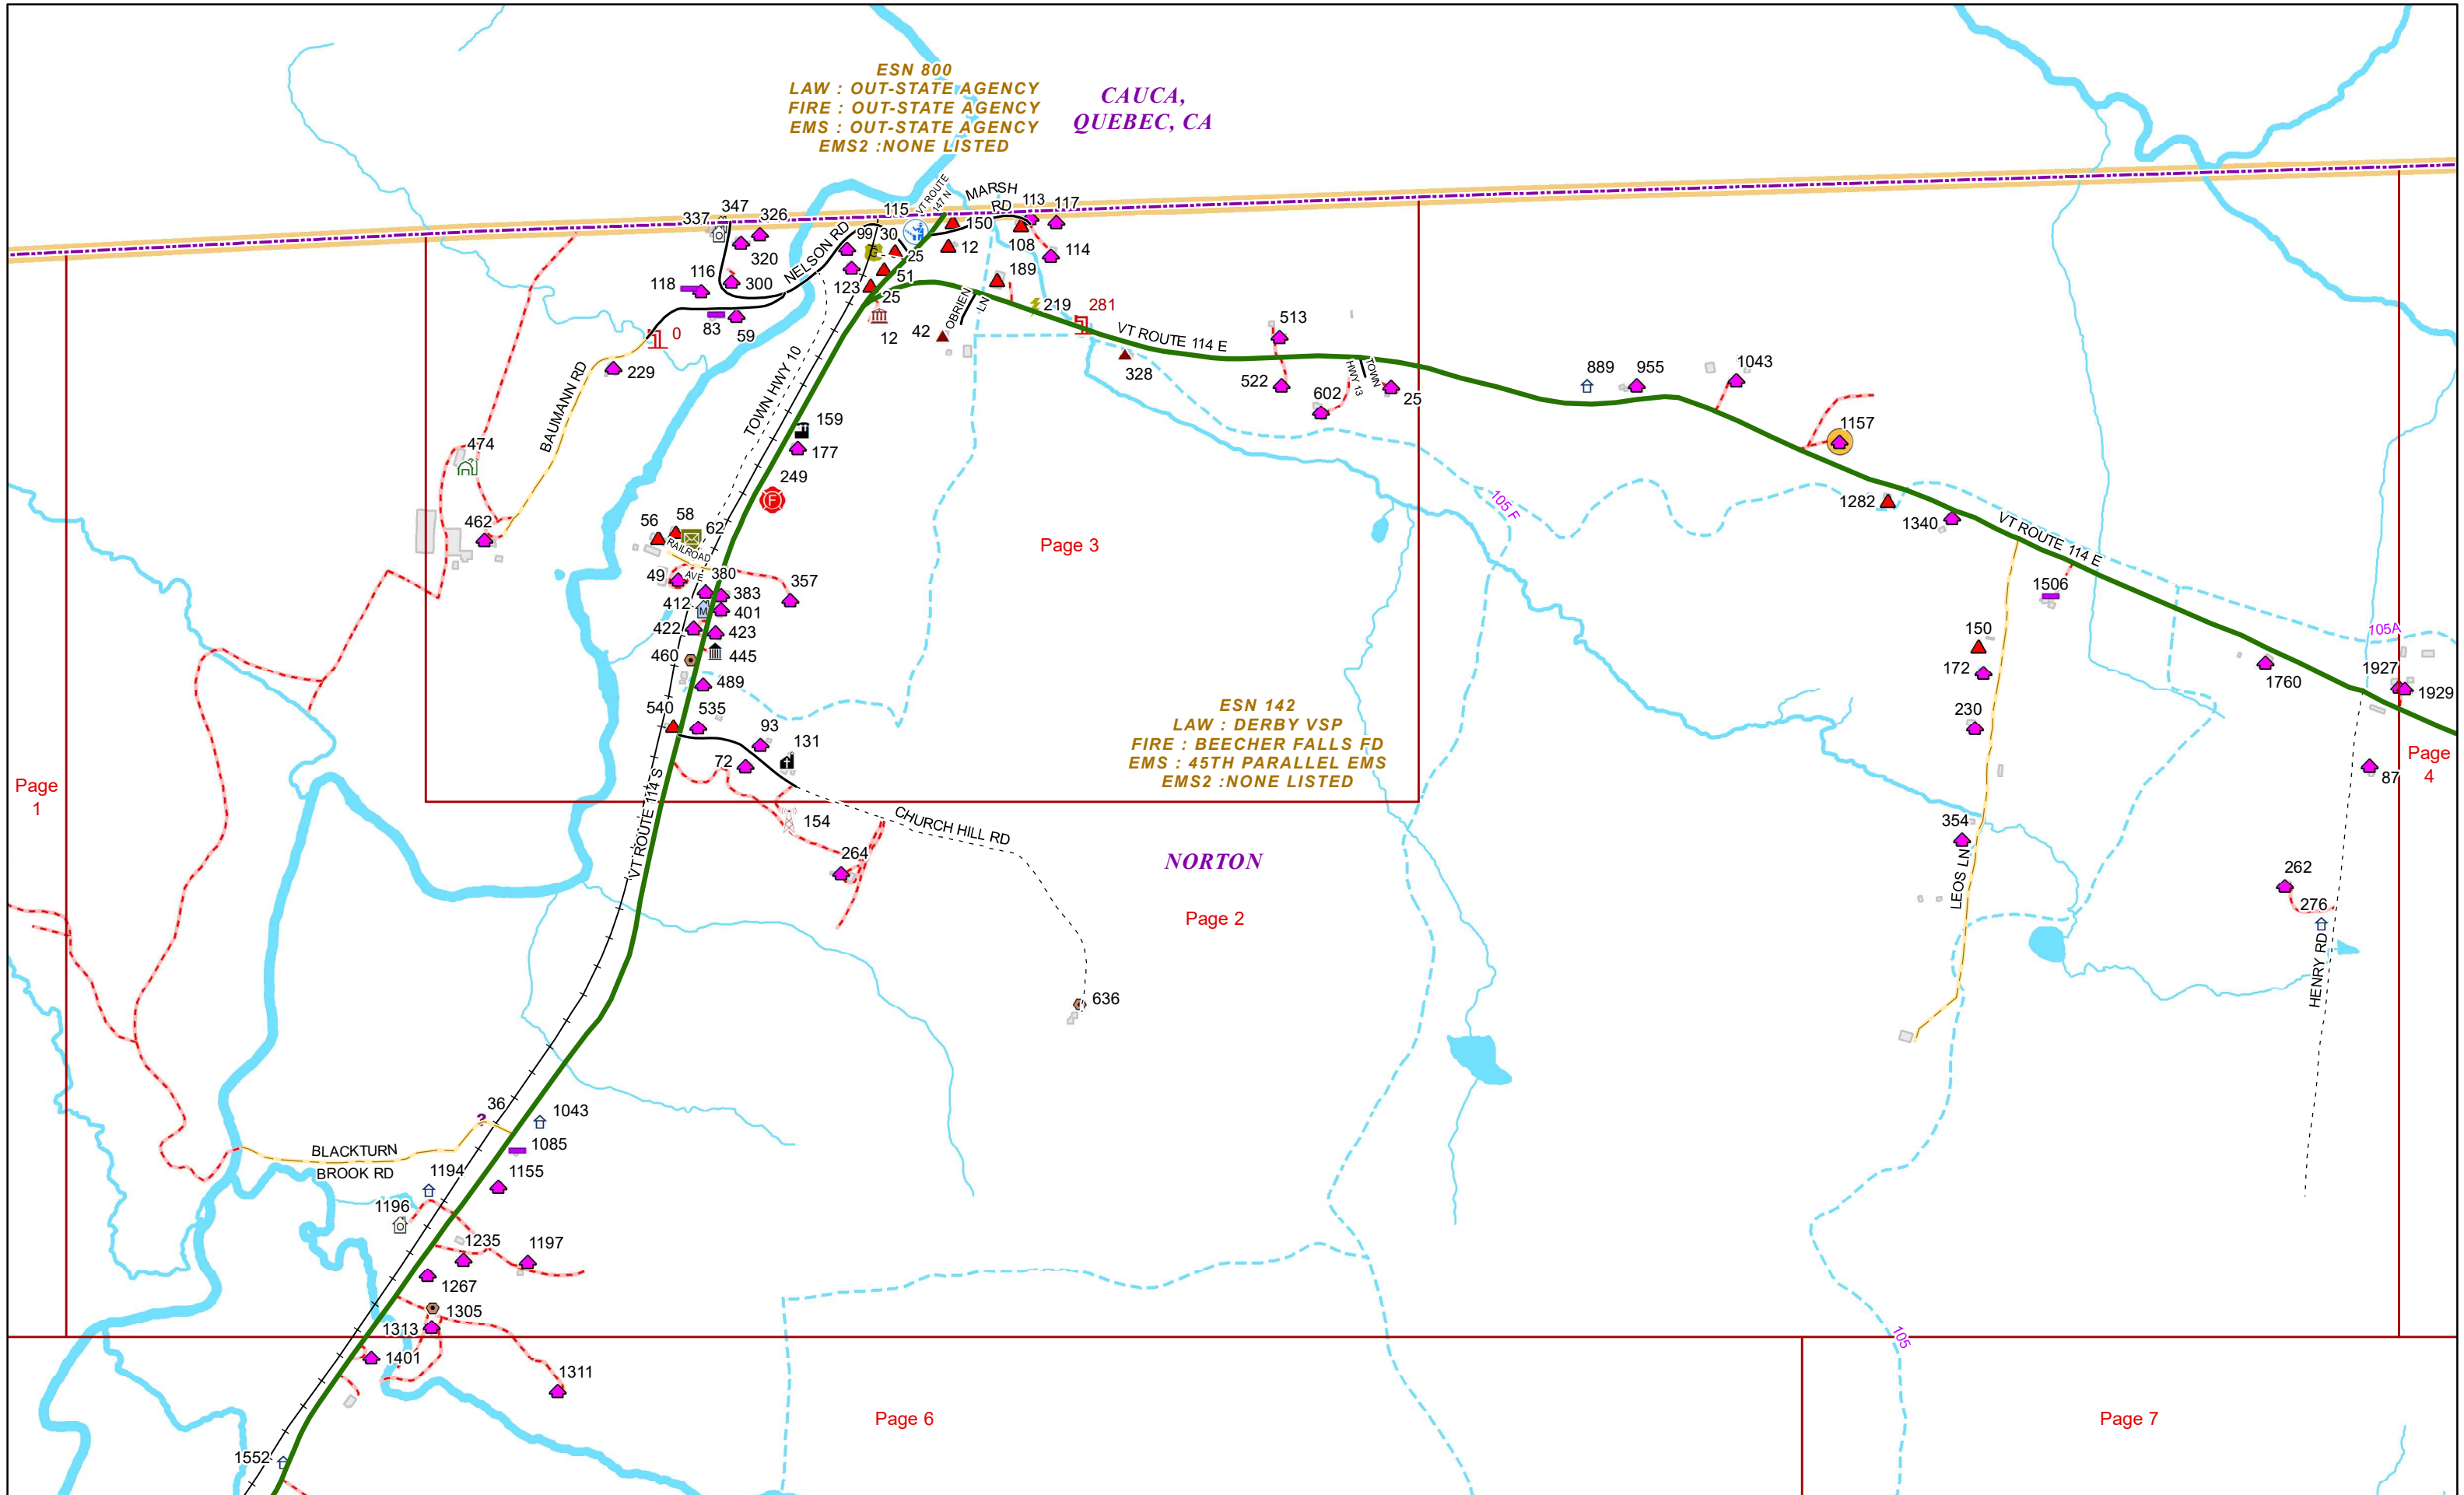 ESN 800
LAW : OUT-STATE AGENCY
FIRE : OUT-STATE AGENCY
EMS : OUT-STATE AGENCY
EMS2 :NONE LISTED
CAUCA,
QUEBEC, CA
VT ROUTE
147 N
MARSH
RD
113
117
347
337
326
115
99
30
150
12
108
114
320
NELSON RD
25
116
118
300
51
189
123
25
OBRIEN
LN
219
281
83
59
0
12
42
VT ROUTE 114 E
513
328
229
TOWN HWY 10
BAUMANN RD
522
602
TOWN
HWY 13
25
889
955
1043
159
177
1157
474
249
105 F
1282
1340
VT ROUTE 114 E
462
56
58
62
RAILROAD
AVE
Page 3
49
380
357
383
412
401
422
423
1506
460
445
489
150
172
105A
1927
1929
1760
540
535
93
131
72
230
ESN 142
LAW : DERBY VSP
FIRE : BEECHER FALLS FD
EMS : 45TH PARALLEL EMS
EMS2 :NONE LISTED
Page
1
Page
4
87
VT ROUTE 114 S
154
CHURCH HILL RD
354
264
NORTON
LEOS LN
262
276
Page 2
HENRY RD
636
36
1043
BLACKTURN
BROOK RD
1085
1194
1155
1196
1235
1197
1267
1305
1313
1401
1311
105
Page 6
Page 7
1552
F
M
G
?